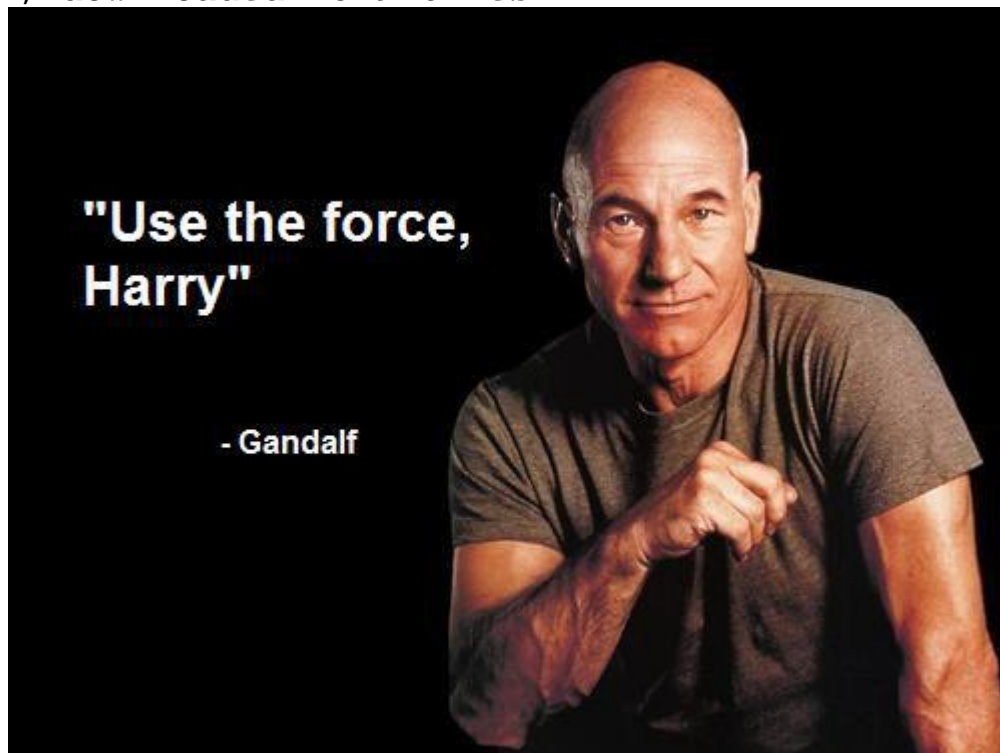 "Use the force,
Harry"
- Gandalf